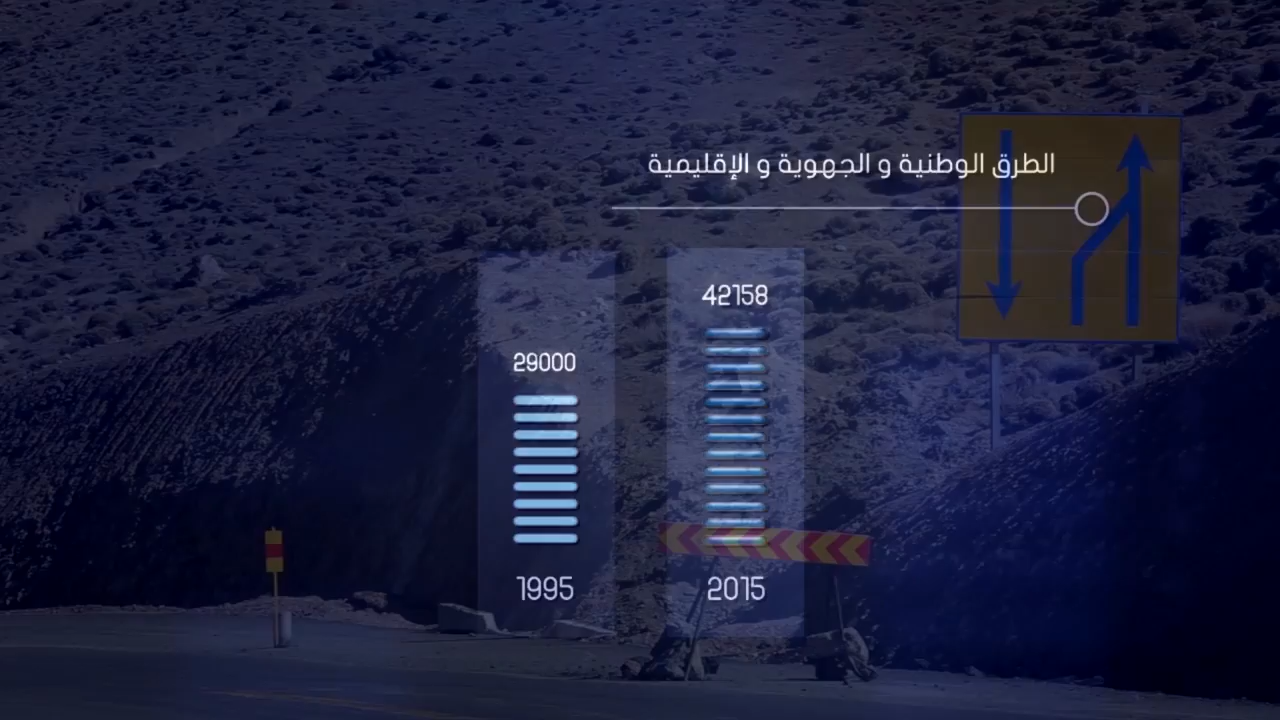 الطرق الوطنية و الجهوية و الإقليمية
42158
29000
1995
2015